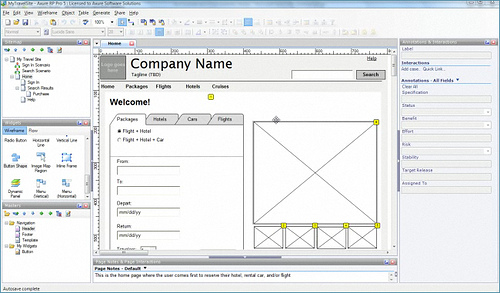 MyTravelSite - Axure RP Pro 5 : Licensed to Axure Software Solutions
File Edit View Wireframe Object Table Generate Share Help
100%
Sitemap
My Travel Site
Sign In Scenario
Search Scenario
Home
Sign In
Search Results
Purchase
Help
Widgets
Wireframe Flow
Radio Button Horizontal Line Vertical Line
Button Shape Image Map Region Inline Frame
Dynamic Panel Menu (Vertical) Menu (Horizontal)
Masters
Navigation
Header
Footer
Template
My Widgets
Button
Home
Logo goes here
Company Name
Tagline (TBD)
Help
Search
Home Packages Flights Hotels Cruises
Welcome!
Packages Hotels Cars Flights
Flight + Hotel
Flight + Hotel + Car
From:
To:
Depart:
mm/dd/yy
Return:
mm/dd/yy
Page Notes & Page Interactions
Page Notes - Default
This is the home page where the user comes first to reserve their hotel, rental car, and/or flight.
Annotations & Interactions
Label
Interactions
Add case... Quick Link...
Annotations - All Fields
Clear All
Specification
Status
Benefit
Effort
Risk
Stability
Target Release
Assigned To
Autosave complete